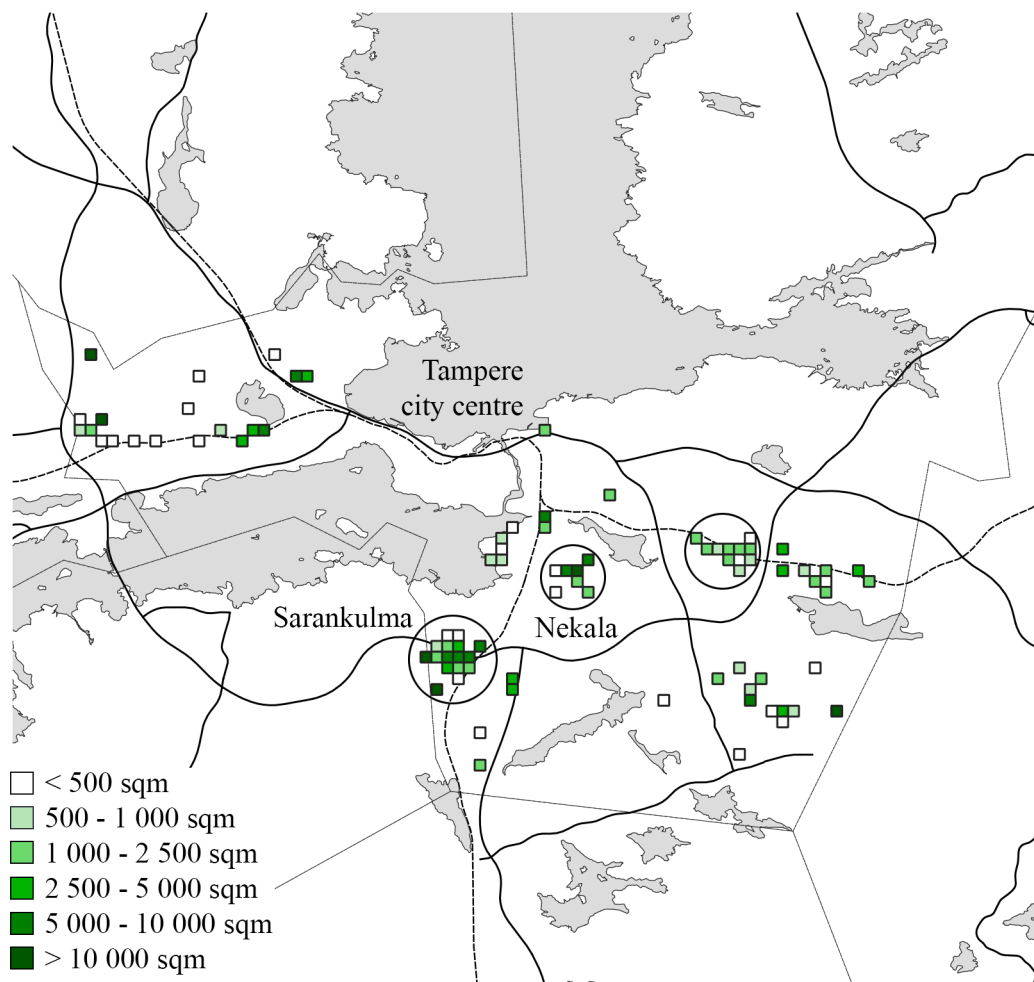 Tampere
city centre
Sarankulma
Nekala
< 500 sqm
500 - 1 000 sqm
1 000 - 2 500 sqm
2 500 - 5 000 sqm
5 000 - 10 000 sqm
> 10 000 sqm